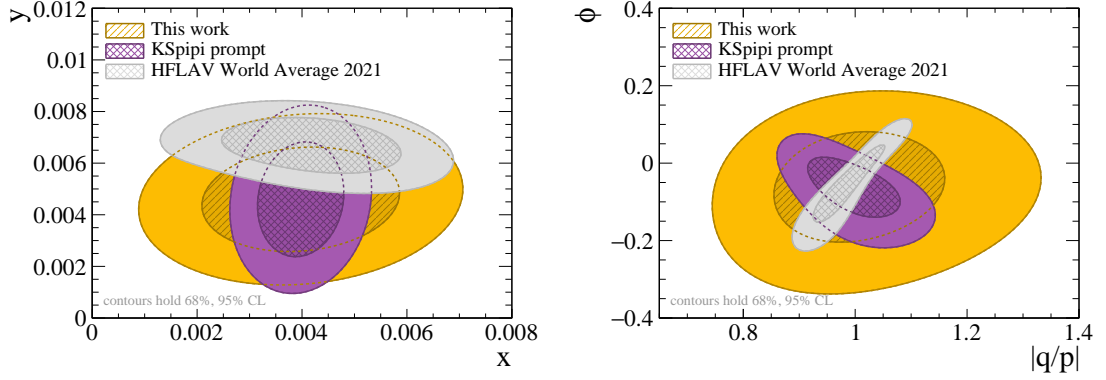 y
0.012
0.01
0.008
0.006
0.004
0.002
0
This work
KSpipi prompt
HFLAV World Average 2021
contours hold 68%, 95% CL
0 0.002 0.004 0.006 0.008
x
ϕ
0.4
0.2
0
−0.2
−0.4
This work
KSpipi prompt
HFLAV World Average 2021
contours hold 68%, 95% CL
0.8 1 1.2 1.4
|q/p|